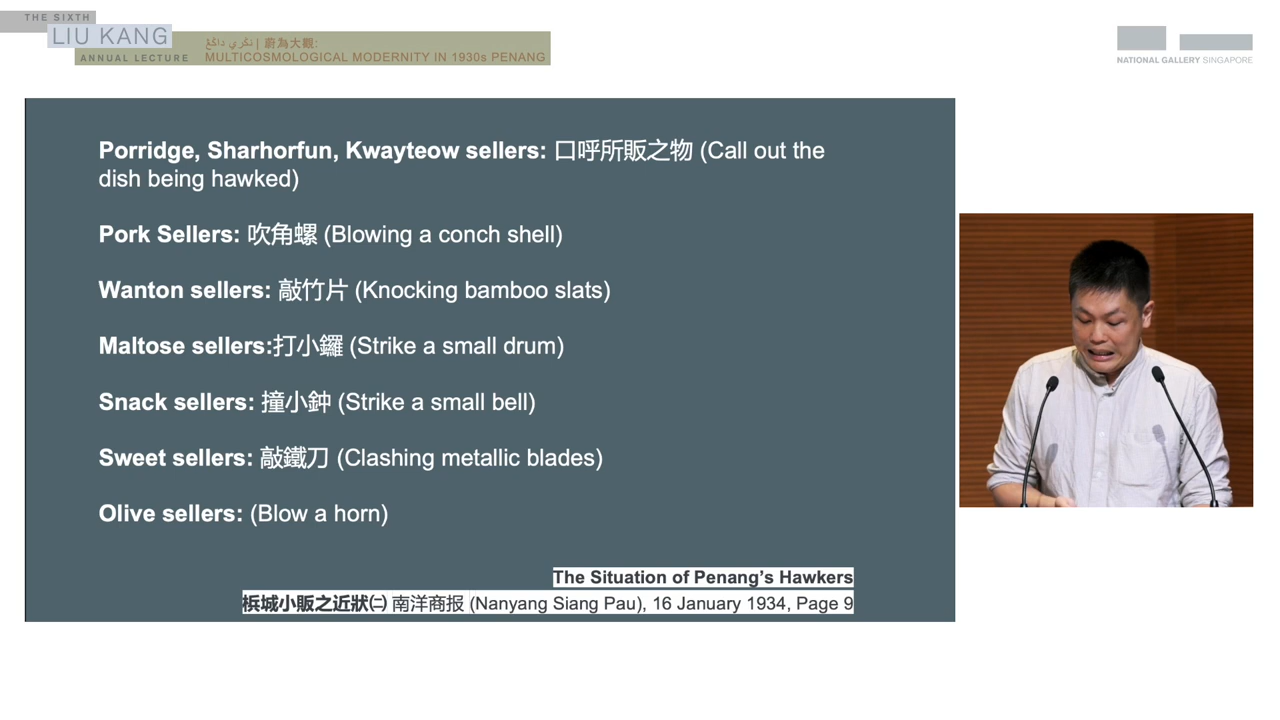 THE SIXTH
LIU KANG
ANNUAL LECTURE
نڬري داڬڠ | 蔚為大觀:
MULTICOSMOLOGICAL MODERNITY IN 1930s PENANG
NATIONAL GALLERY SINGAPORE
Porridge, Sharhorfun, Kwayteow sellers: 口呼所販之物 (Call out the
dish being hawked)
Pork Sellers: 吹角螺 (Blowing a conch shell)
Wanton sellers: 敲竹片 (Knocking bamboo slats)
Maltose sellers:打小鑼 (Strike a small drum)
Snack sellers: 撞小鈡 (Strike a small bell)
Sweet sellers: 敲鐵刀 (Clashing metallic blades)
Olive sellers: (Blow a horn)
The Situation of Penang’s Hawkers
梹城小販之近狀㈡ 南洋商报 (Nanyang Siang Pau), 16 January 1934, Page 9